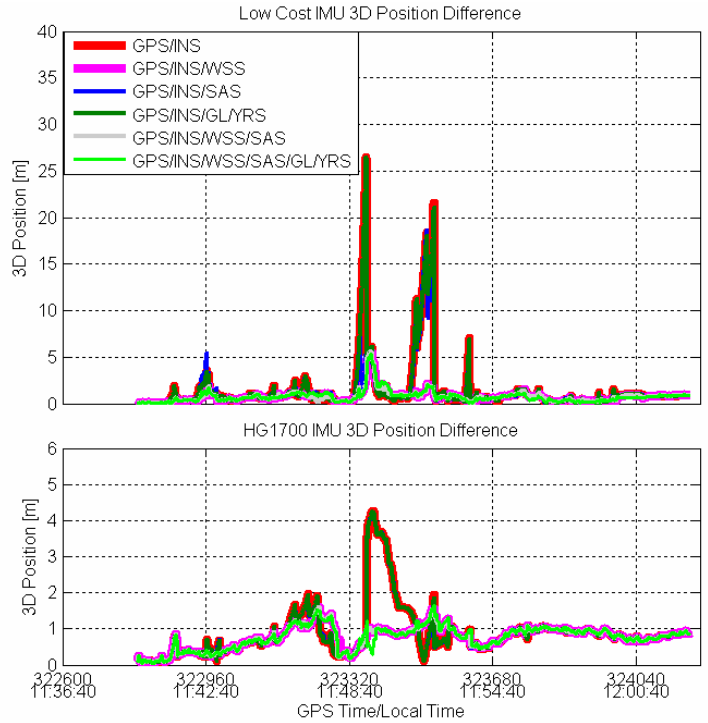 Low Cost IMU 3D Position Difference
40
35
30
25
20
15
10
5
0
3D Position [m]
GPS/INS
GPS/INS/WSS
GPS/INS/SAS
GPS/INS/GL/YRS
GPS/INS/WSS/SAS
GPS/INS/WSS/SAS/GL/YRS
HG1700 IMU 3D Position Difference
6
5
4
3
2
1
0
3D Position [m]
322600 322960 323320 323680 324040
11:36:40 11:42:40 11:48:40 11:54:40 12:00:40
GPS Time/Local Time